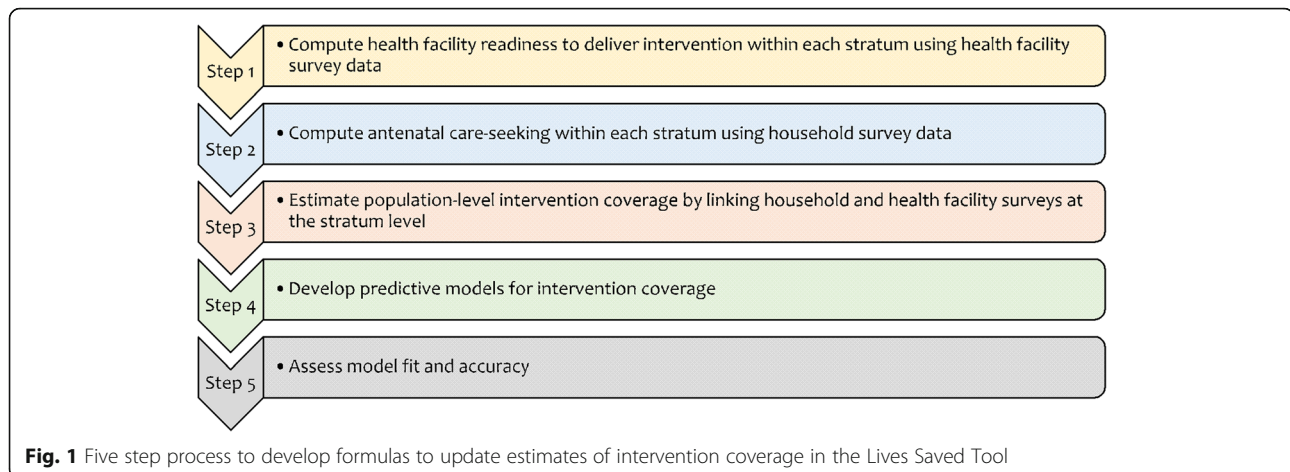 Step 1
• Compute health facility readiness to deliver intervention within each stratum using health facility
survey data
Step 2
• Compute antenatal care-seeking within each stratum using household survey data
Step 3
• Estimate population-level intervention coverage by linking household and health facility surveys at
the stratum level
Step 4
• Develop predictive models for intervention coverage
Step 5
• Assess model fit and accuracy
Fig. 1 Five step process to develop formulas to update estimates of intervention coverage in the Lives Saved Tool